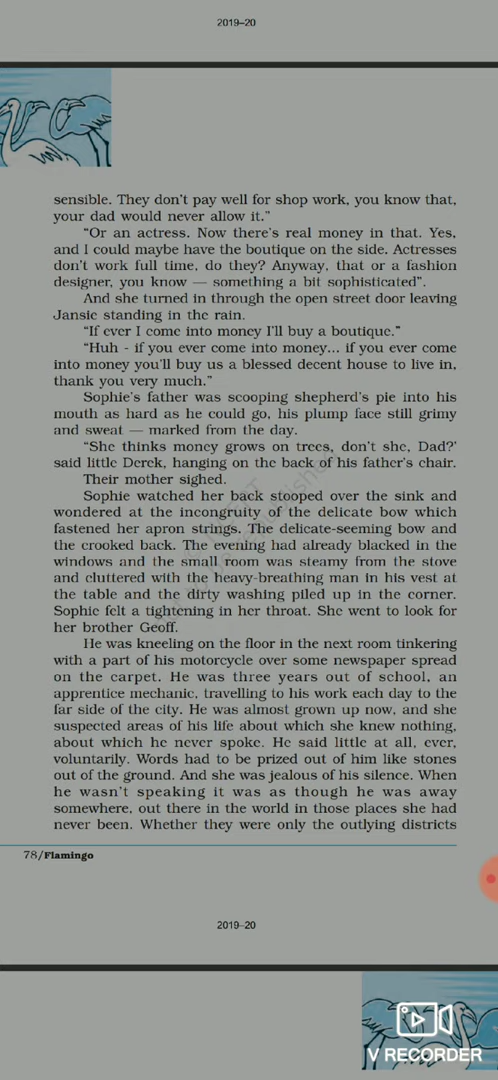 2019–20
sensible. They don't pay well for shop work, you know that,
your dad would never allow it."
"Or an actress. Now there's real money in that. Yes,
and I could maybe have the boutique on the side. Actresses
don't work full time, do they? Anyway, that or a fashion
designer, you know — something a bit sophisticated".
And she turned in through the open street door leaving
Jansie standing in the rain.
"If ever I come into money I'll buy a boutique."
"Huh - if you ever come into money... if you ever come
into money you'll buy us a blessed decent house to live in,
thank you very much."
Sophie's father was scooping shepherd's pie into his
mouth as hard as he could go, his plump face still grimy
and sweat — marked from the day.
"She thinks money grows on trees, don't she, Dad?'
said little Derek, hanging on the back of his father's chair.
Their mother sighed.
Sophie watched her back stooped over the sink and
wondered at the incongruity of the delicate bow which
fastened her apron strings. The delicate-seeming bow and
the crooked back. The evening had already blacked in the
windows and the small room was steamy from the stove
and cluttered with the heavy-breathing man in his vest at
the table and the dirty washing piled up in the corner.
Sophie felt a tightening in her throat. She went to look for
her brother Geoff.
He was kneeling on the floor in the next room tinkering
with a part of his motorcycle over some newspaper spread
on the carpet. He was three years out of school, an
apprentice mechanic, travelling to his work each day to the
far side of the city. He was almost grown up now, and she
suspected areas of his life about which she knew nothing,
about which he never spoke. He said little at all, ever,
voluntarily. Words had to be prized out of him like stones
out of the ground. And she was jealous of his silence. When
he wasn't speaking it was as though he was away
somewhere, out there in the world in those places she had
never been. Whether they were only the outlying districts
78/Flamingo
2019–20
V RECORDER